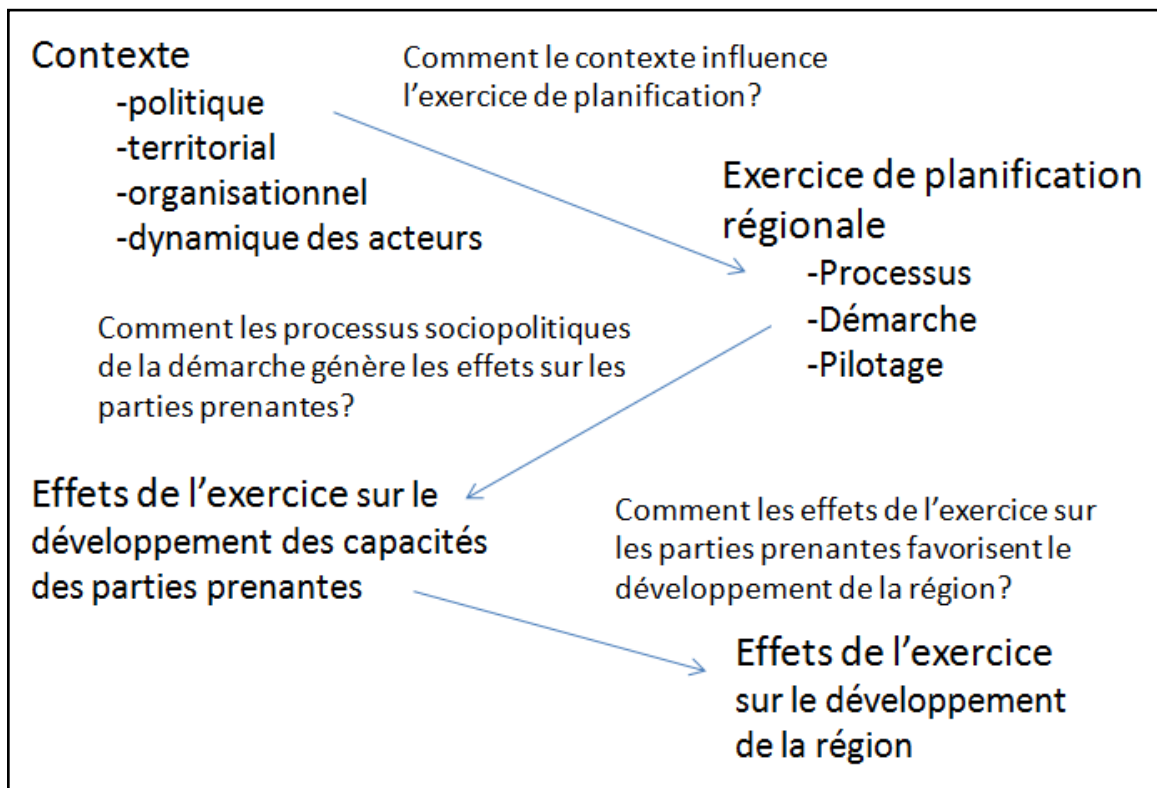 Contexte
-politique
-territorial
-organisationnel
-dynamique des acteurs
Comment le contexte influence
l’exercice de planification?
Exercice de planification
régionale
-Processus
-Démarche
-Pilotage
Comment les processus sociopolitiques
de la démarche génère les effets sur les
parties prenantes?
Effets de l’exercice sur le
développement des capacités
des parties prenantes
Comment les effets de l’exercice sur
les parties prenantes favorisent le
développement de la région?
Effets de l’exercice
sur le développement
de la région